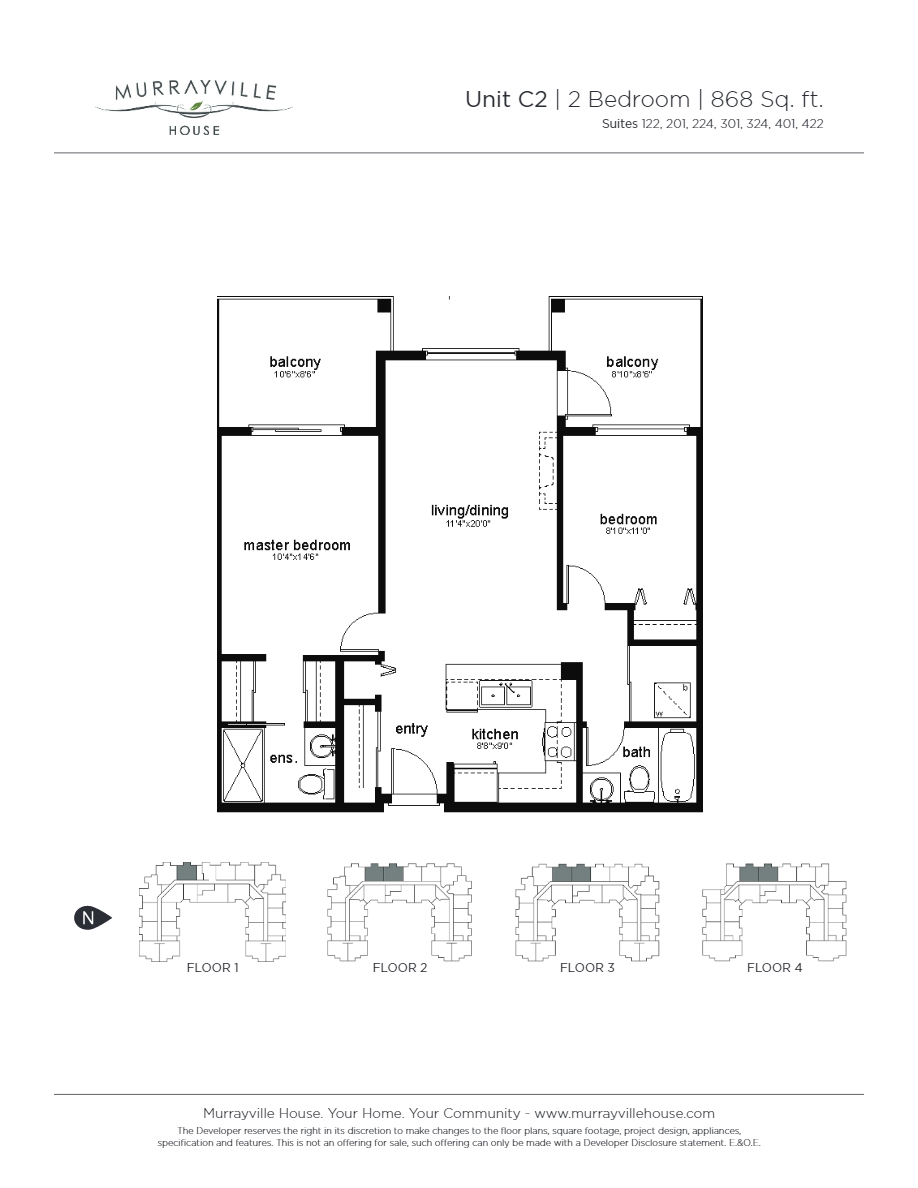 MURRAYVILLE
HOUSE
Unit C2 | 2 Bedroom | 868 Sq. ft.
Suites 122, 201, 224, 301, 324, 401, 422
balcony
10'6"x8'6"
balcony
8'10"x8'6"
living/dining
11'4"x20'0"
bedroom
8'10"x11'0"
master bedroom
10'4"x14'6"
D
W
entry
kitchen
8'8"x9'0"
bath
ens.
N
FLOOR 1
FLOOR 2
FLOOR 3
FLOOR 4
Murrayville House. Your Home. Your Community - www.murrayvillehouse.com
The Developer reserves the right in its discretion to make changes to the floor plans, square footage, project design, appliances,
specification and features. This is not an offering for sale, such offering can only be made with a Developer Disclosure statement. E.&O.E.